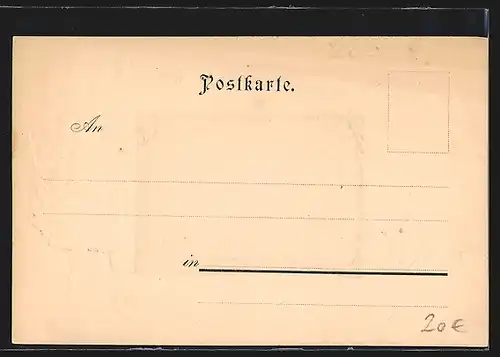 Postkarte.
An
in
20€